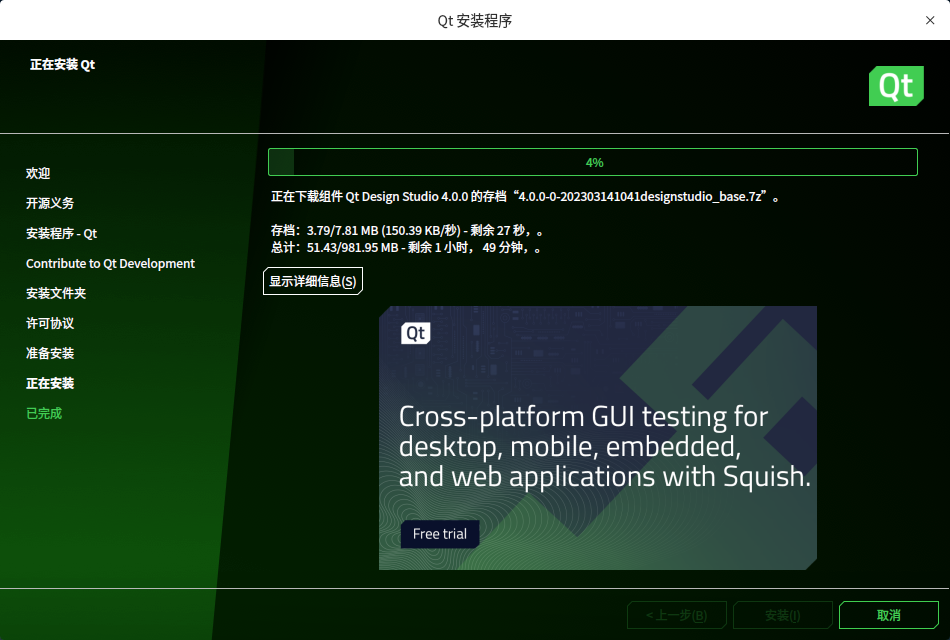 Qt 安装程序
正在安装 Qt
Qt
欢迎
开源义务
安装程序 - Qt
Contribute to Qt Development
安装文件夹
许可协议
准备安装
正在安装
已完成
4%
正在下载组件 Qt Design Studio 4.0.0 的存档“4.0.0-0-202303141041designstudio_base.7z”。
存档：3.79/7.81 MB (150.39 KB/秒) - 剩余 27 秒，。
总计：51.43/981.95 MB - 剩余 1 小时， 49 分钟，。
显示详细信息(S)
Qt
Cross-platform GUI testing for
desktop, mobile, embedded,
and web applications with Squish.
Free trial
< 上一步(B)
安装(I)
取消